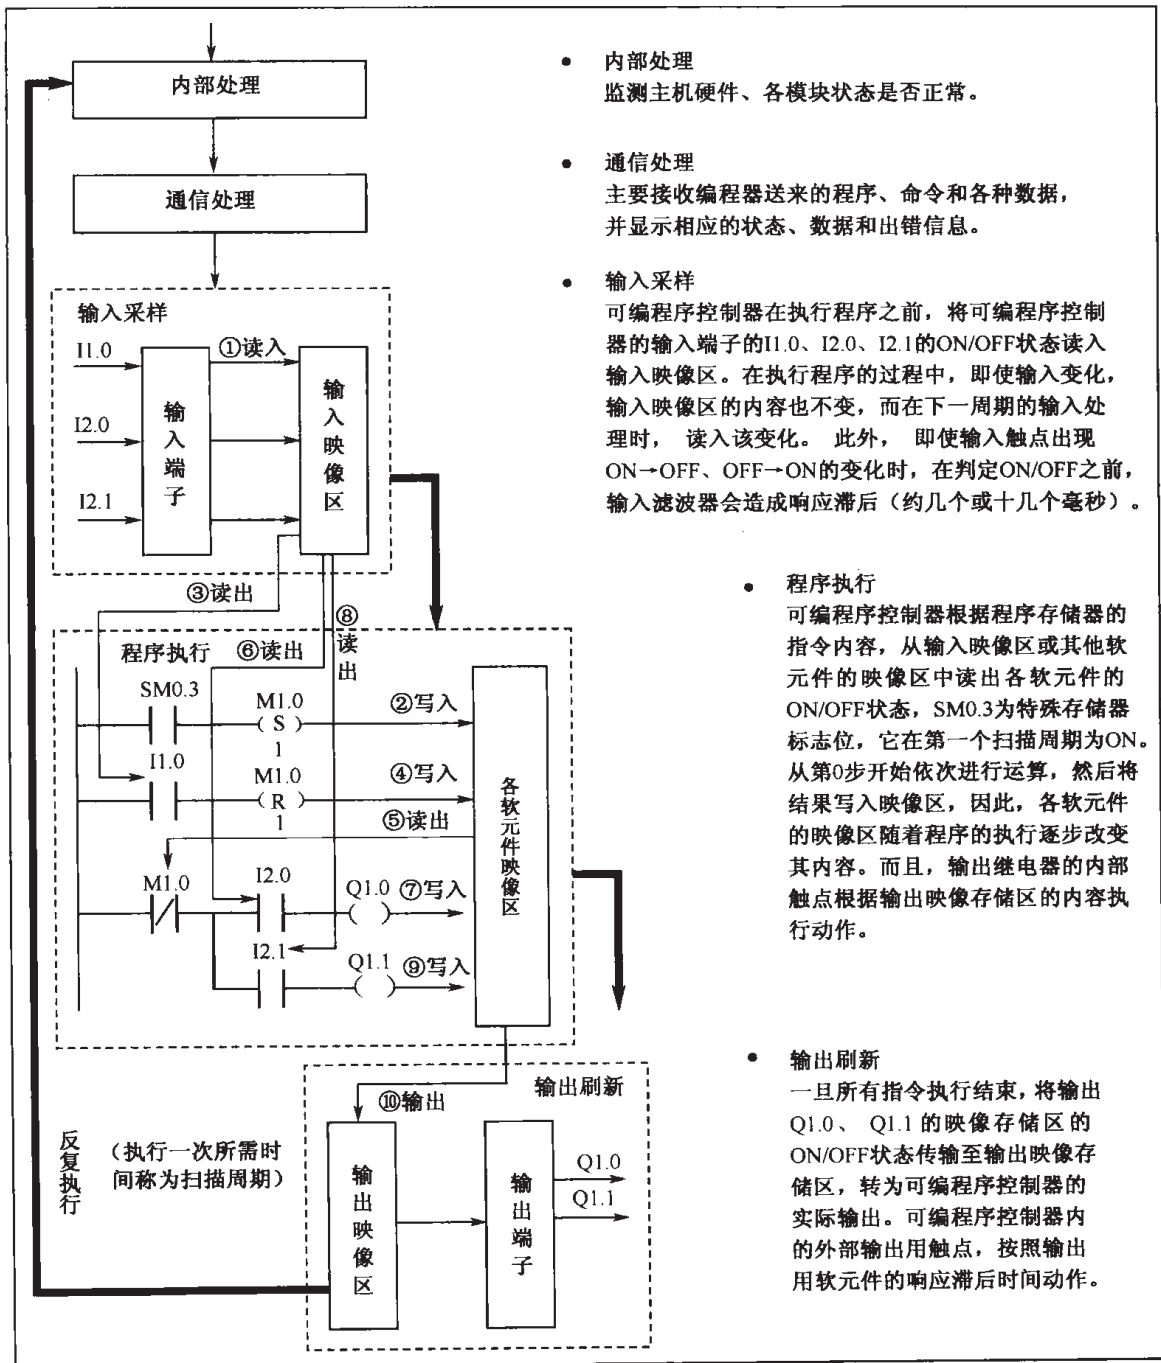 内部处理
通信处理
输入采样
I1.0
①读入
I2.0
I2.1
输入端子
输入映像区
③读出
⑧读出
程序执行
⑥读出
SM0.3
M1.0
( S )
1
②写入
I1.0
M1.0
( R )
1
④写入
⑤读出
M1.0
I2.0
Q1.0
⑦写入
I2.1
Q1.1
⑨写入
各软元件映像区
输出刷新
⑩输出
输出映像区
输出端子
Q1.0
Q1.1
反复执行
（执行一次所需时
间称为扫描周期）
• 内部处理
监测主机硬件、各模块状态是否正常。
• 通信处理
主要接收编程器送来的程序、命令和各种数据，
并显示相应的状态、数据和出错信息。
• 输入采样
可编程序控制器在执行程序之前，将可编程序控制
器的输入端子的I1.0、I2.0、I2.1的ON/OFF状态读入
输入映像区。在执行程序的过程中，即使输入变化，
输入映像区的内容也不变，而在下一周期的输入处
理时， 读入该变化。 此外， 即使输入触点出现
ON→OFF、OFF→ON的变化时，在判定ON/OFF之前，
输入滤波器会造成响应滞后（约几个或十几个毫秒）。
• 程序执行
可编程序控制器根据程序存储器的
指令内容，从输入映像区或其他软
元件的映像区中读出各软元件的
ON/OFF状态，SM0.3为特殊存储器
标志位，它在第一个扫描周期为ON。
从第0步开始依次进行运算，然后将
结果写入映像区，因此，各软元件
的映像区随着程序的执行逐步改变
其内容。而且，输出继电器的内部
触点根据输出映像存储区的内容执
行动作。
• 输出刷新
一旦所有指令执行结束，将输出
Q1.0、 Q1.1 的映像存储区的
ON/OFF状态传输至输出映像存
储区，转为可编程序控制器的
实际输出。可编程序控制器内
的外部输出用触点，按照输出
用软元件的响应滞后时间动作。